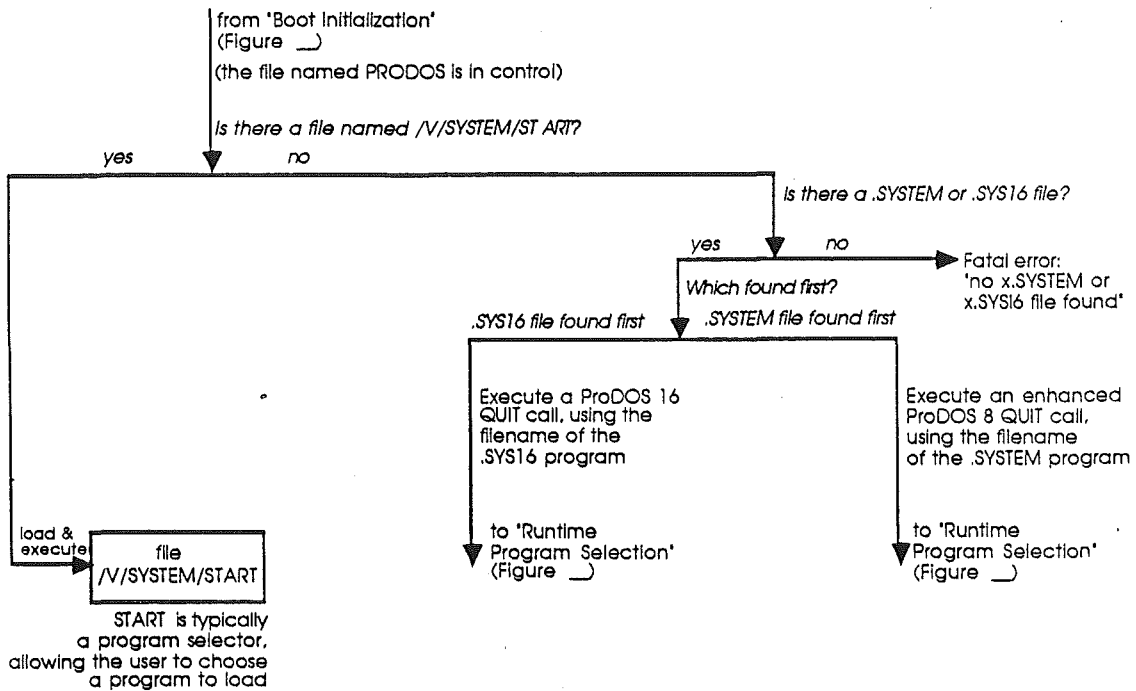 from "Boot Initialization"
(Figure __)
(the file named PRODOS is in control)
Is there a file named /V/SYSTEM/ST ART?
yes
no
Is there a .SYSTEM or .SYS16 file?
yes
no
Fatal error:
"no x.SYSTEM or
x.SYS16 file found"
Which found first?
.SYS16 file found first
.SYSTEM file found first
Execute a ProDOS 16
QUIT call, using the
filename of the
.SYS16 program
Execute an enhanced
ProDOS 8 QUIT call,
using the filename
of the .SYSTEM program
to "Runtime
Program Selection"
(Figure __)
to "Runtime
Program Selection"
(Figure __)
load &
execute
file
/V/SYSTEM/START
START is typically
a program selector,
allowing the user to choose
a program to load